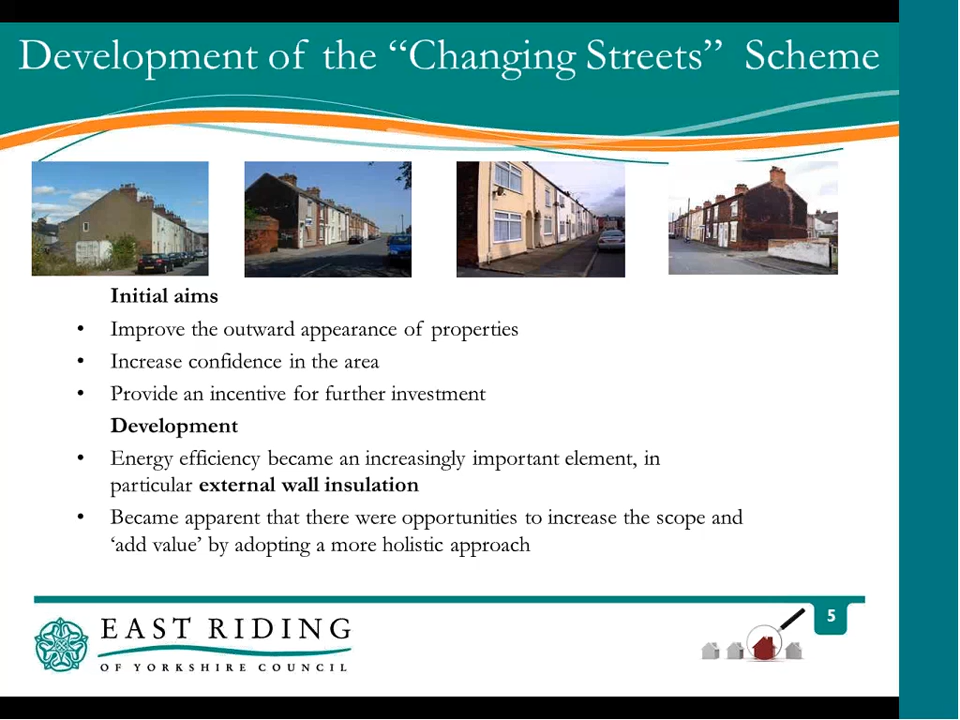 Development of the “Changing Streets” Scheme
Initial aims
• Improve the outward appearance of properties
• Increase confidence in the area
• Provide an incentive for further investment
Development
• Energy efficiency became an increasingly important element, in
particular external wall insulation
• Became apparent that there were opportunities to increase the scope and
‘add value’ by adopting a more holistic approach
5
EAST RIDING
OF YORKSHIRE COUNCIL